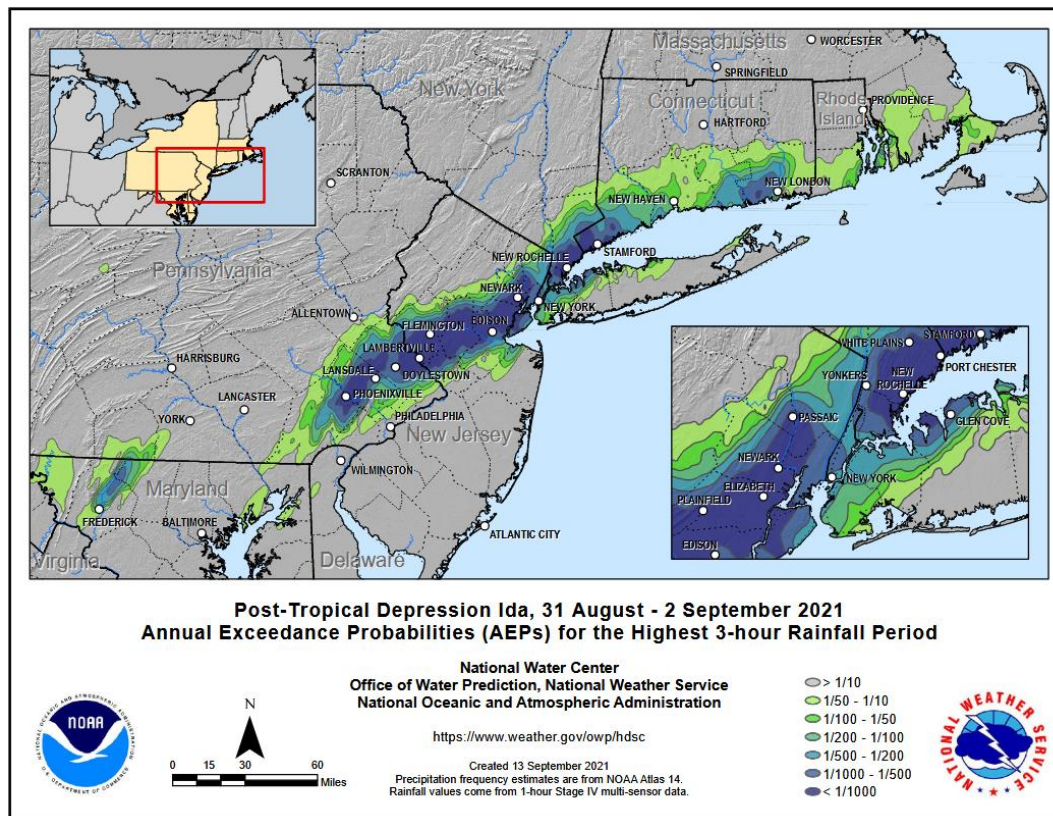 Massachusetts
WORCESTER
SPRINGFIELD
New York
Connecticut
Rhode Island
PROVIDENCE
HARTFORD
SCRANTON
NEW LONDON
NEW HAVEN
STAMFORD
NEW ROCHELLE
Pennsylvania
NEWARK
NEW YORK
ALLENTOWN
FLEMINGTON
EDISON
LAMBERTVILLE
HARRISBURG
LANSDALE
DOYLESTOWN
LANCASTER
PHOENIXVILLE
YORK
PHILADELPHIA
New Jersey
WILMINGTON
Maryland
FREDERICK
BALTIMORE
ATLANTIC CITY
Virginia
Delaware
STAMFORD
WHITE PLAINS
PORT CHESTER
YONKERS
NEW ROCHELLE
PASSAIC
GLEN COVE
NEWARK
NEW YORK
ELIZABETH
PLAINFIELD
EDISON
Post-Tropical Depression Ida, 31 August - 2 September 2021
Annual Exceedance Probabilities (AEPs) for the Highest 3-hour Rainfall Period
National Water Center
Office of Water Prediction, National Weather Service
National Oceanic and Atmospheric Administration
https://www.weather.gov/owp/hdsc
Created 13 September 2021
Precipitation frequency estimates are from NOAA Atlas 14.
Rainfall values come from 1-hour Stage IV multi-sensor data.
NATIONAL OCEANIC AND ATMOSPHERIC ADMINISTRATION
NOAA
U.S. DEPARTMENT OF COMMERCE
N
0 15 30 60
Miles
> 1/10
1/50 - 1/10
1/100 - 1/50
1/200 - 1/100
1/500 - 1/200
1/1000 - 1/500
< 1/1000
NATIONAL WEATHER SERVICE